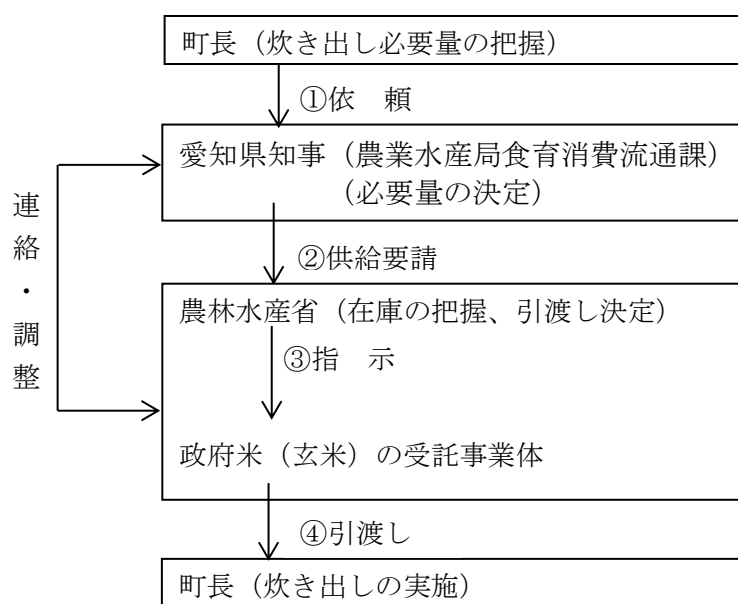 町長（炊き出し必要量の把握）
①依　頼
愛知県知事（農業水産局食育消費流通課）
（必要量の決定）
連絡・調整
②供給要請
農林水産省（在庫の把握、引渡し決定）
③指　示
政府米（玄米）の受託事業体
④引渡し
町長（炊き出しの実施）